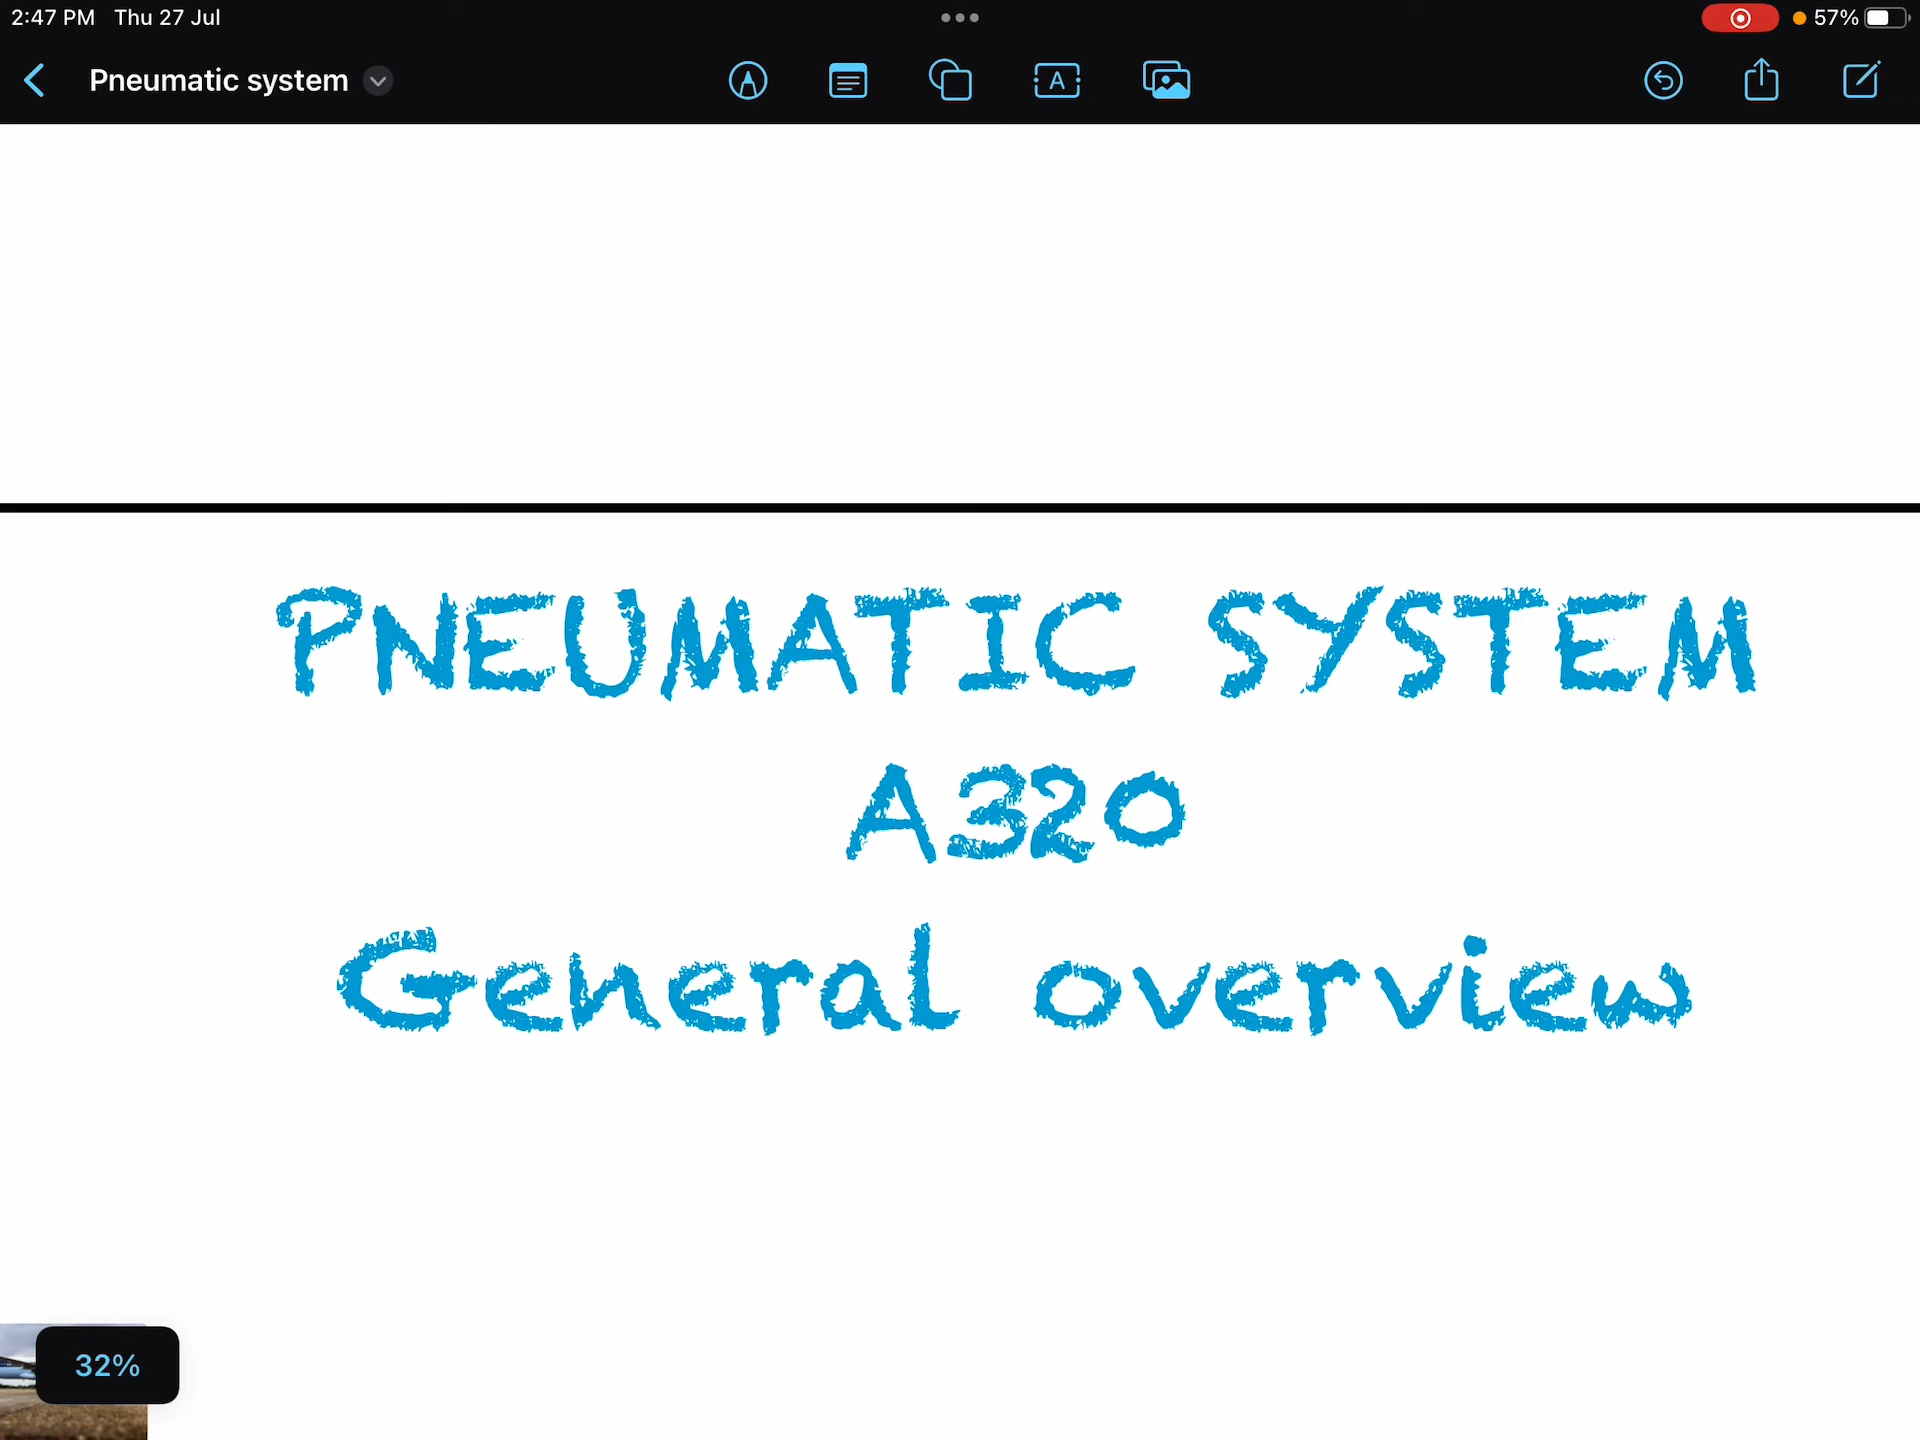 2:47 PM Thu 27 Jul
57%
Pneumatic system
A
PNEUMATIC SYSTEM
A320
General overview
32%